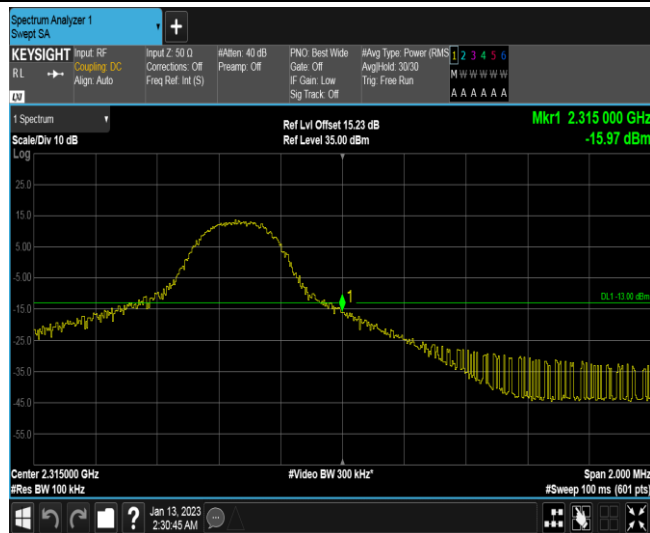 Spectrum Analyzer 1
Swept SA
+
KEYSIGHT
RL
LXI
Input: RF
Coupling: DC
Align: Auto
Input Z: 50 Ω
Corrections: Off
Freq Ref: Int (S)
#Atten: 40 dB
Preamp: Off
PNO: Best Wide
Gate: Off
IF Gain: Low
Sig Track: Off
#Avg Type: Power (RMS
Avg|Hold: 30/30
Trig: Free Run
1 2 3 4 5 6
M W W W W W
A A A A A A
1 Spectrum
Scale/Div 10 dB
Ref Lvl Offset 15.23 dB
Ref Level 35.00 dBm
Mkr1 2.315 000 GHz
-15.97 dBm
Log
25.0
15.0
5.00
-5.00
-15.0
-25.0
-35.0
-45.0
-55.0
1
DL1 -13.00 dBm
Center 2.315000 GHz
#Res BW 100 kHz
#Video BW 300 kHz*
Span 2.000 MHz
#Sweep 100 ms (601 pts)
?
Jan 13, 2023
2:30:45 AM